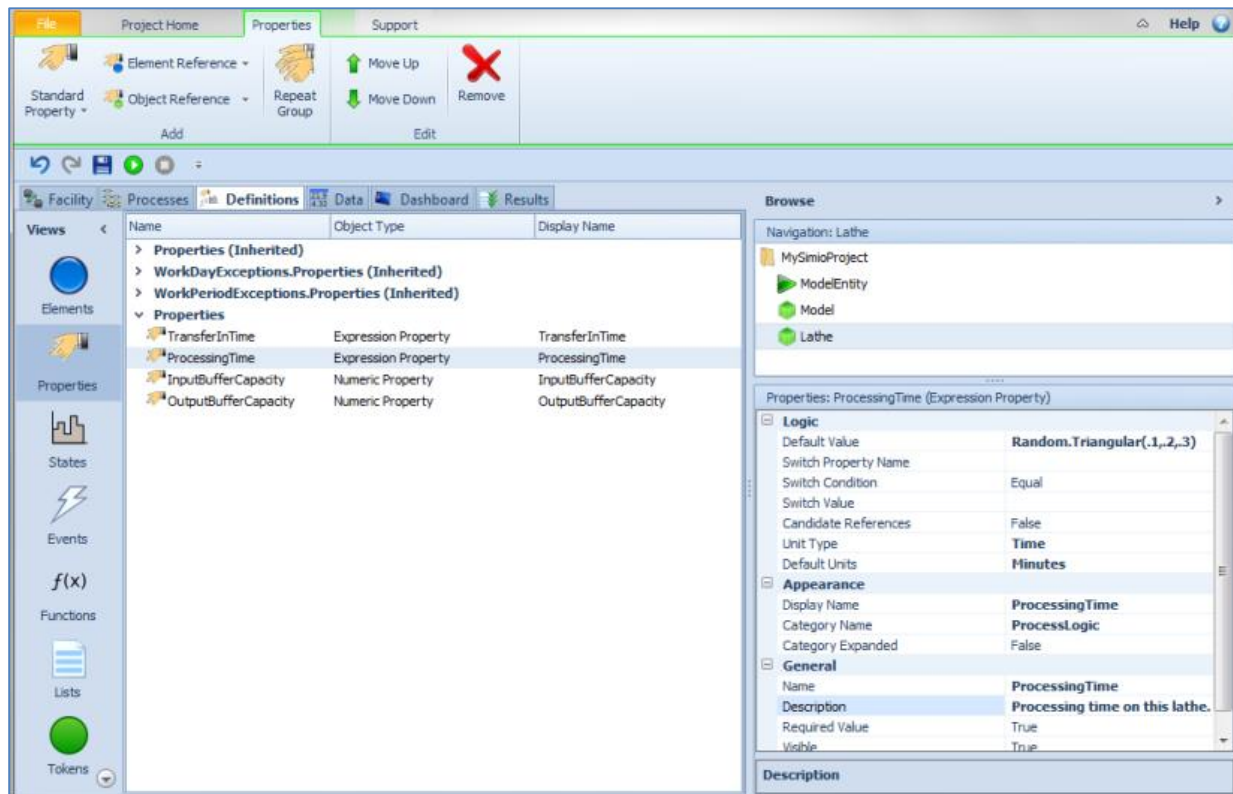 File Project Home Properties Support Help
Element Reference
Move Up
Standard Property
Object Reference
Repeat Group
Move Down
Remove
Add Edit
Facility Processes Definitions Data Dashboard Results
Browse
Views
Name Object Type Display Name
Navigation: Lathe
Properties (Inherited)
MySimioProject
WorkDayExceptions.Properties (Inherited)
ModelEntity
WorkPeriodExceptions.Properties (Inherited)
Elements
Properties
Model
TransferInTime Expression Property TransferInTime
Lathe
ProcessingTime Expression Property ProcessingTime
InputBufferCapacity Numeric Property InputBufferCapacity
Properties
OutputBufferCapacity Numeric Property OutputBufferCapacity
Properties: ProcessingTime (Expression Property)
Logic
Default Value Random.Triangular(.1,.2,.3)
States
Switch Property Name
Switch Condition Equal
Switch Value
Candidate References False
Events
Unit Type Time
Default Units Minutes
f(x)
Appearance
Functions
Display Name ProcessingTime
Category Name ProcessLogic
Category Expanded False
General
Lists
Name ProcessingTime
Description Processing time on this lathe.
Required Value True
Visible True
Tokens
Description